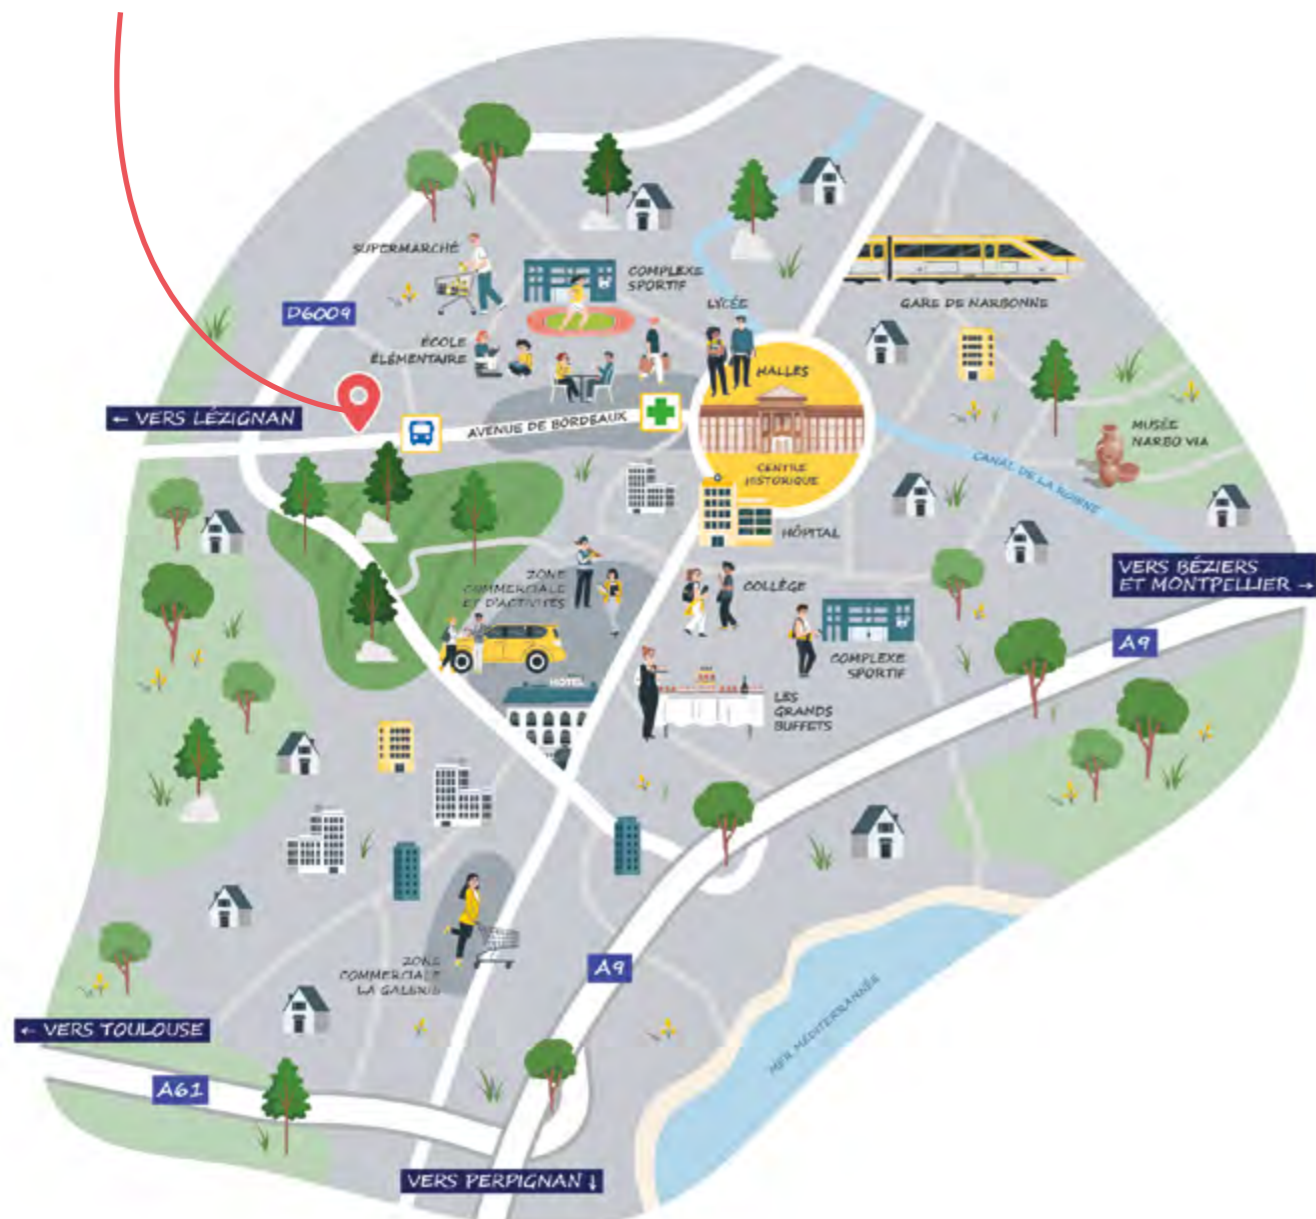 SUPERMARCHÉ
COMPLEXE
SPORTIF
LYCÉE
GARE DE NARBONNE
D6009
ÉCOLE
ÉLÉMENTAIRE
HALLES
← VERS LÉZIGNAN
AVENUE DE BORDEAUX
MUSÉE
NARBO VIA
CENTRE
HISTORIQUE
CANAL DE LA ROBINE
HÔPITAL
VERS BÉZIERS
ET MONTPELLIER →
ZONE
COMMERCIALE
ET D'ACTIVITÉS
COLLÈGE
A9
COMPLEXE
SPORTIF
HOTEL
LES
GRANDS
BUFFETS
ZONE
COMMERCIALE
LA GALERIE
A9
MER MÉDITERRANNÉE
← VERS TOULOUSE
A61
VERS PERPIGNAN ↓